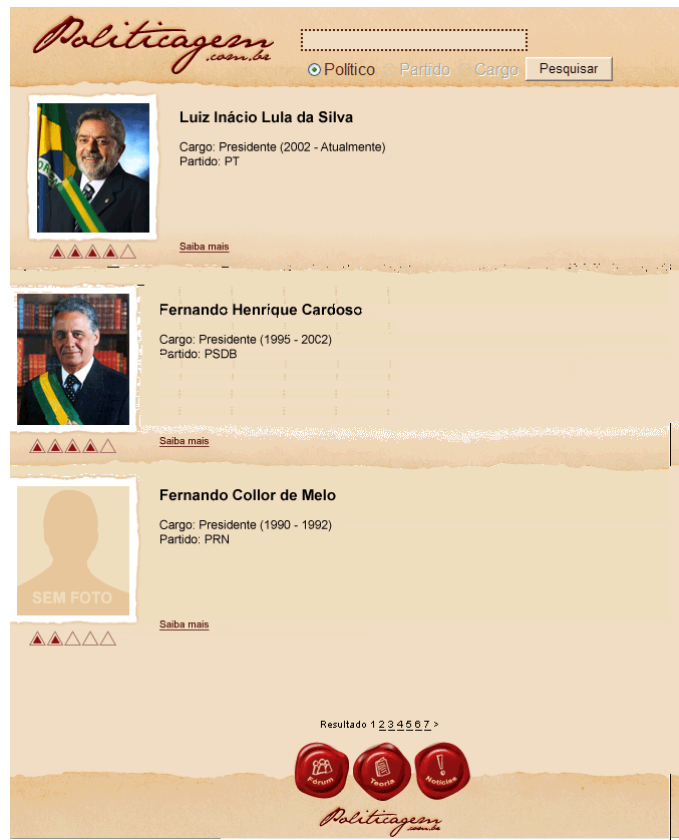 Politicagem
.com.br
Político Partido Cargo Pesquisar
Luiz Inácio Lula da Silva
Cargo: Presidente (2002 - Atualmente)
Partido: PT
Saiba mais
Fernando Henrique Cardoso
Cargo: Presidente (1995 - 2002)
Partido: PSDB
Saiba mais
Fernando Collor de Melo
Cargo: Presidente (1990 - 1992)
Partido: PRN
SEM FOTO
Saiba mais
Resultado 1 2 3 4 5 6 7 >
Fórum Teoria Notícias
Politicagem
.com.br